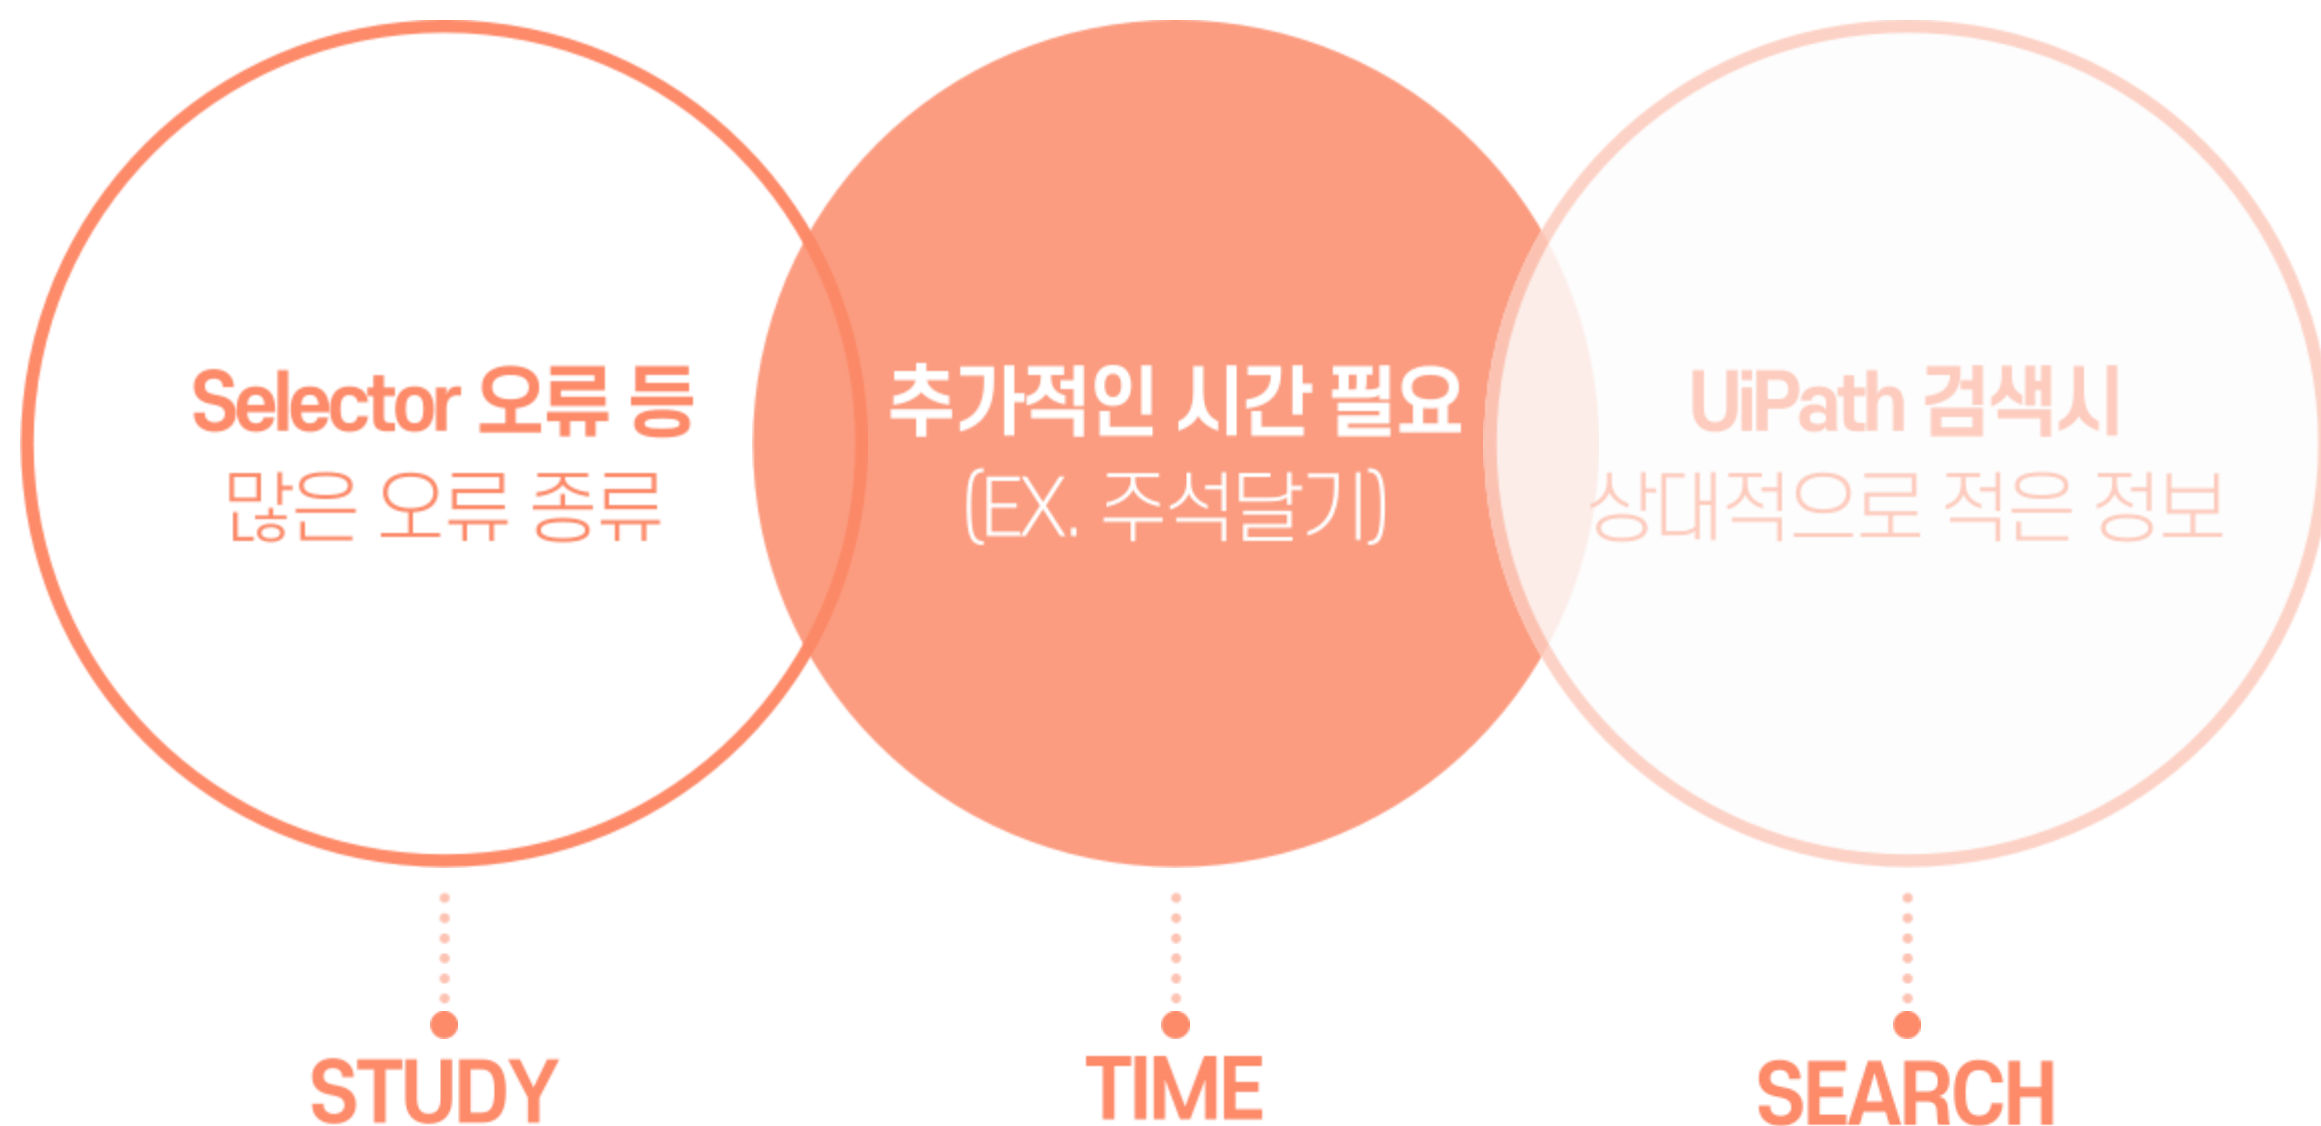 Selector 오류 등
많은 오류 종류
추가적인 시간 필요
(EX. 주석달기)
UiPath 검색시
상대적으로 적은 정보
STUDY
TIME
SEARCH